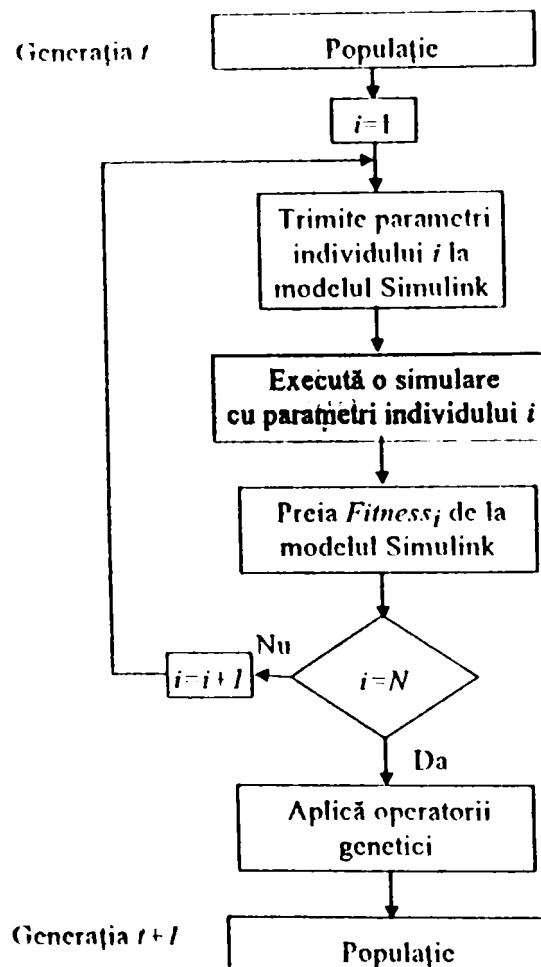 Generația t
Populație
i=1
Trimite parametri
individului i la
modelul Simulink
Execută o simulare
cu parametri individului i
Preia Fitnessi de la
modelul Simulink
Nu
i=i+1
i=N
Da
Aplică operatorii
genetici
Generația t+1
Populație